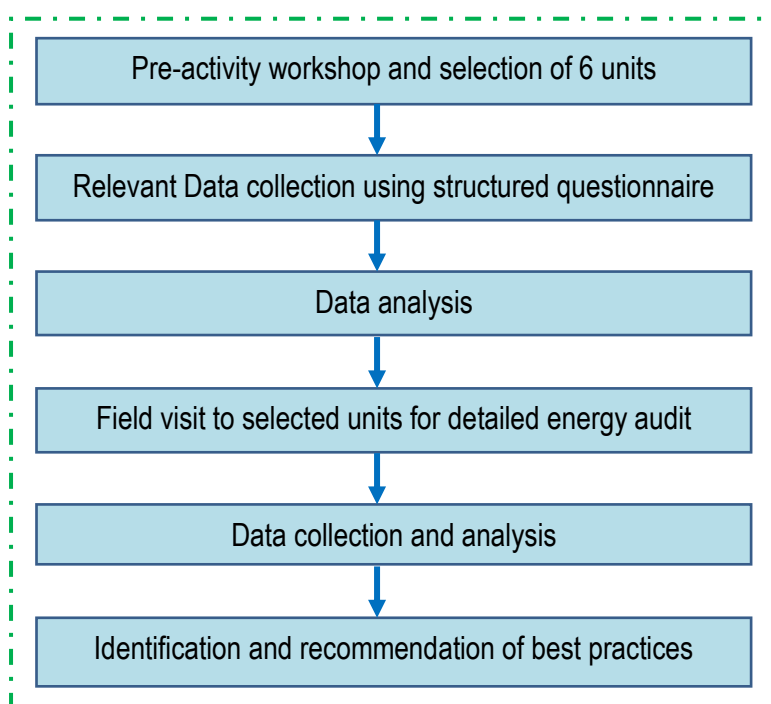 Pre-activity workshop and selection of 6 units
Relevant Data collection using structured questionnaire
Data analysis
Field visit to selected units for detailed energy audit
Data collection and analysis
Identification and recommendation of best practices